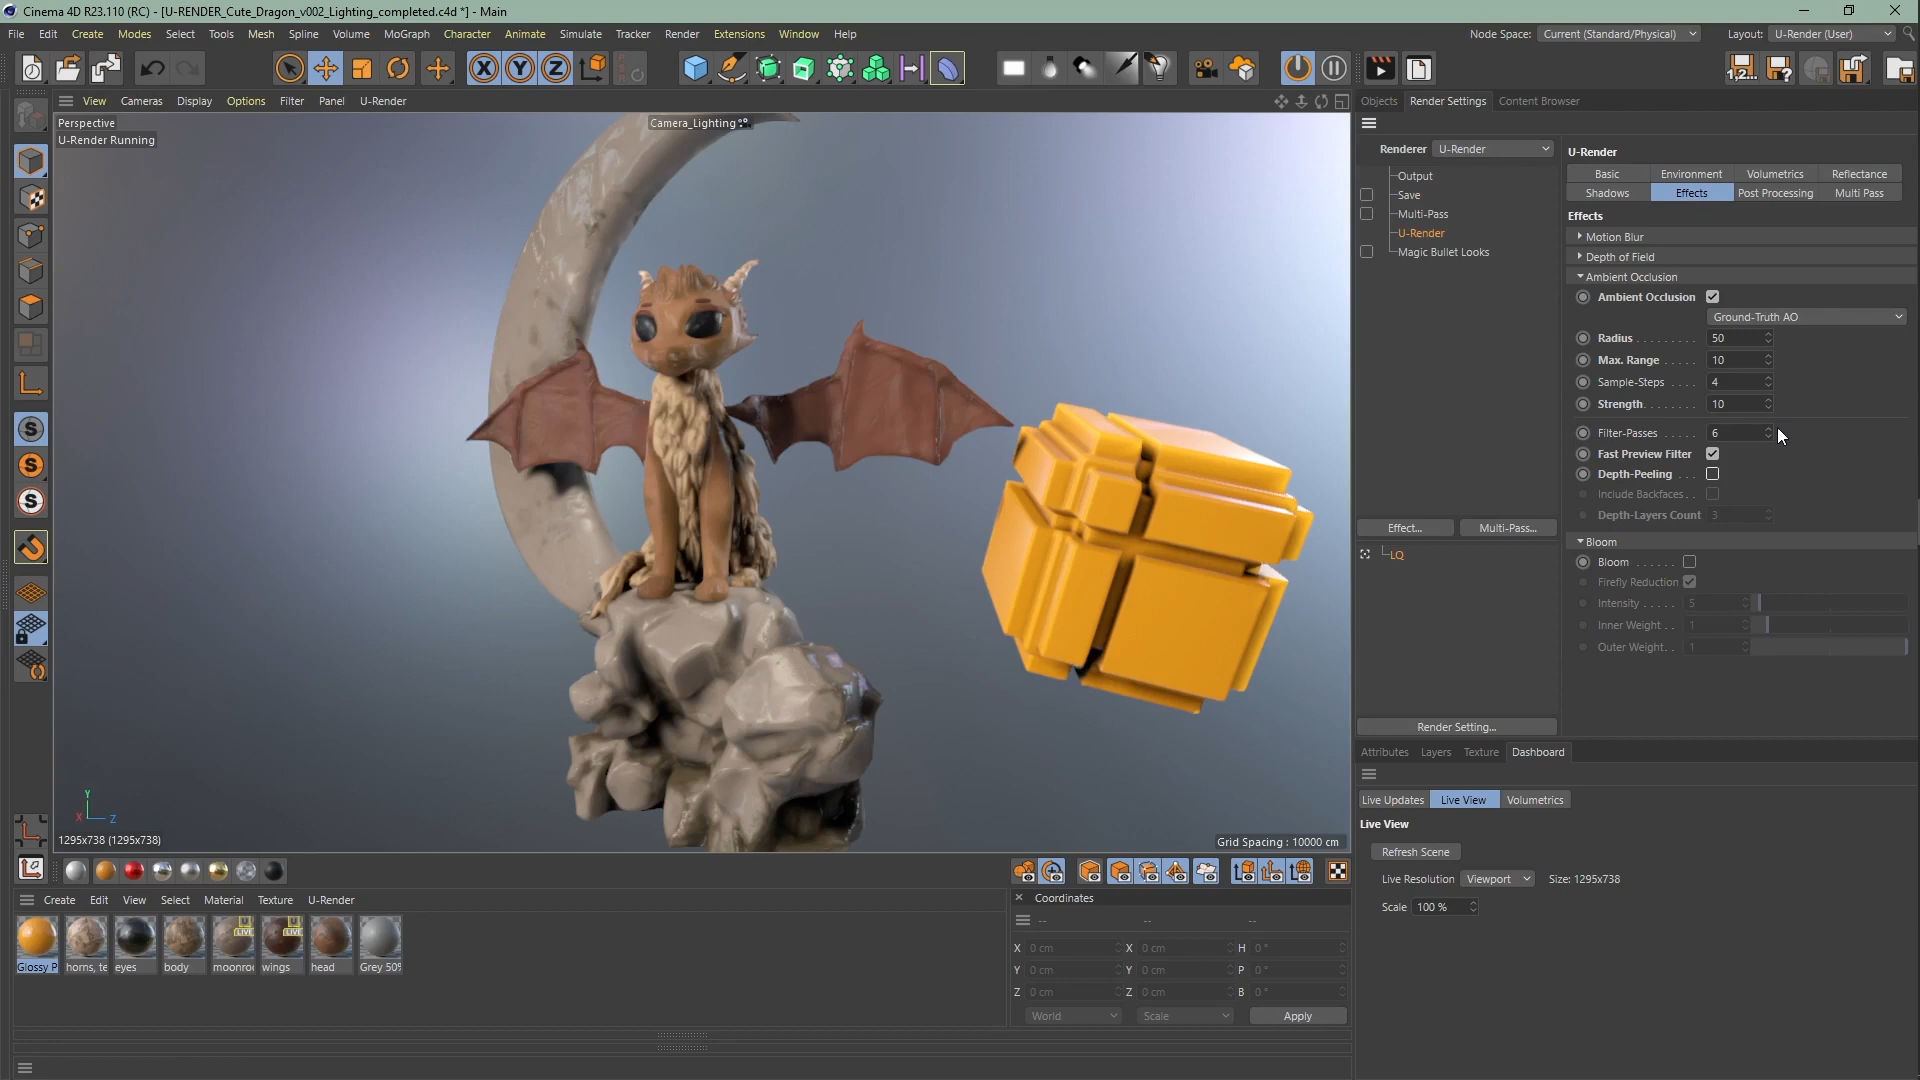 Cinema 4D R23.110 (RC) - [U-RENDER_Cute_Dragon_v002_Lighting_completed.c4d *] - Main
File Edit Create Modes Select Tools Mesh Spline Volume MoGraph Character Animate Simulate Tracker Render Extensions Window Help
Node Space: Current (Standard/Physical) Layout: U-Render (User)
View Cameras Display Options Filter Panel U-Render
Objects Render Settings Content Browser
Perspective
Camera_Lighting
U-Render Running
Renderer U-Render
Output
Save
Multi-Pass
U-Render
Magic Bullet Looks
Effect... Multi-Pass...
LQ
Render Setting...
U-Render
Basic Environment Volumetrics Reflectance
Shadows Effects Post Processing Multi Pass
Effects
Motion Blur
Depth of Field
Ambient Occlusion
Ambient Occlusion
Ground-Truth AO
Radius 50
Max. Range 10
Sample-Steps 4
Strength 10
Filter-Passes 6
Fast Preview Filter
Depth-Peeling
Include Backfaces
Depth-Layers Count 3
Bloom
Bloom
Firefly Reduction
Intensity 5
Inner Weight 1
Outer Weight 1
Y
X Z
1295x738 (1295x738)
Grid Spacing : 10000 cm
Attributes Layers Texture Dashboard
Live Updates Live View Volumetrics
Live View
Refresh Scene
Live Resolution Viewport Size: 1295x738
Scale 100 %
Create Edit View Select Material Texture U-Render
Glossy P horns, te eyes body moonroc wings head Grey 50%
Coordinates
-- -- --
X 0 cm X 0 cm H 0 °
Y 0 cm Y 0 cm P 0 °
Z 0 cm Z 0 cm B 0 °
World Scale Apply